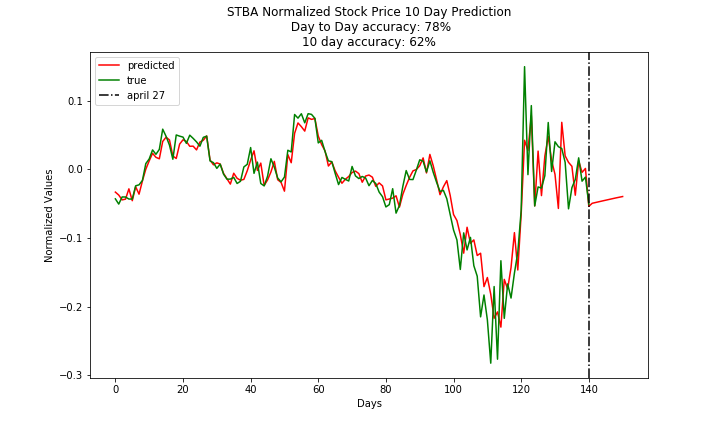 STBA Normalized Stock Price 10 Day Prediction
Day to Day accuracy: 78%
10 day accuracy: 62%
predicted
true
april 27
Normalized Values
0.1
0.0
−0.1
−0.2
−0.3
0 20 40 60 80 100 120 140
Days